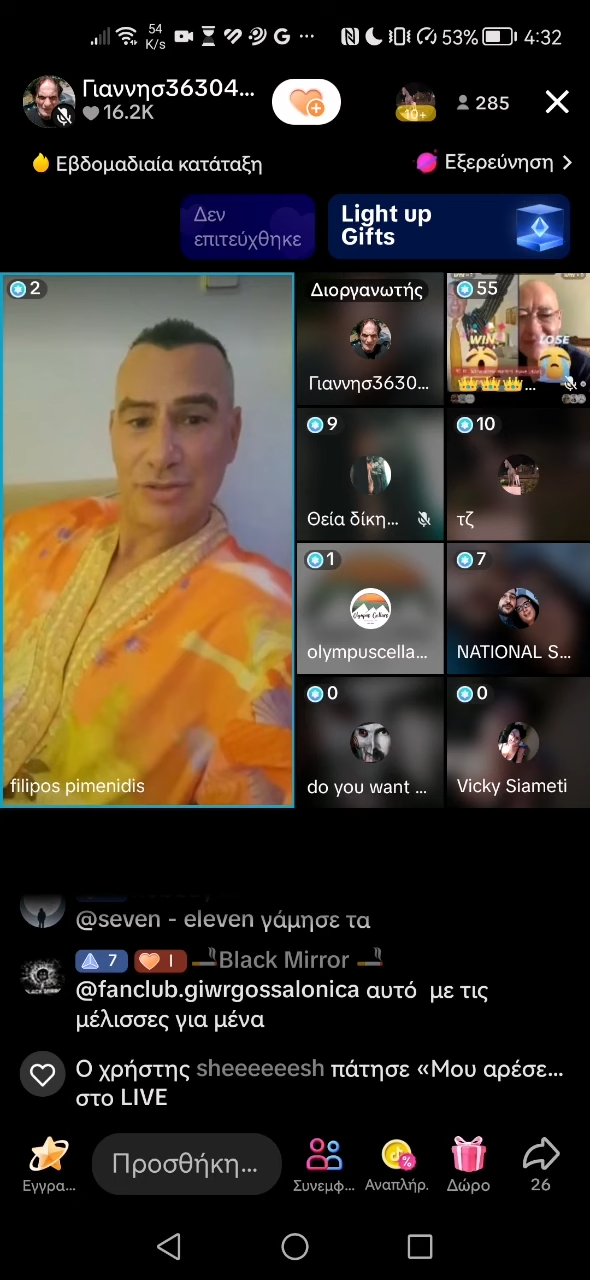 54
K/s
53%
4:32
Γιαννησ36304...
16.2K
10+
285
Εβδομαδιαία κατάταξη
Εξερεύνηση
Δεν
επιτεύχθηκε
Light up
Gifts
2
filipos pimenidis
Διοργανωτής
Γιαννησ3630...
55
WIN
LOSE
...
9
Θεία δίκη...
10
τζ
1
Olympus Cellar
olympuscella...
7
NATIONAL S...
0
do you want ...
0
Vicky Siameti
@seven - eleven γάμησε τα
7
I
Black Mirror
@fanclub.giwrgossalonica αυτό με τις
μέλισσες για μένα
Ο χρήστης sheeeeeesh πάτησε «Μου αρέσε...
στο LIVE
Εγγρα...
Προσθήκη...
Συνεμφ...
Αναπλήρ.
Δώρο
26